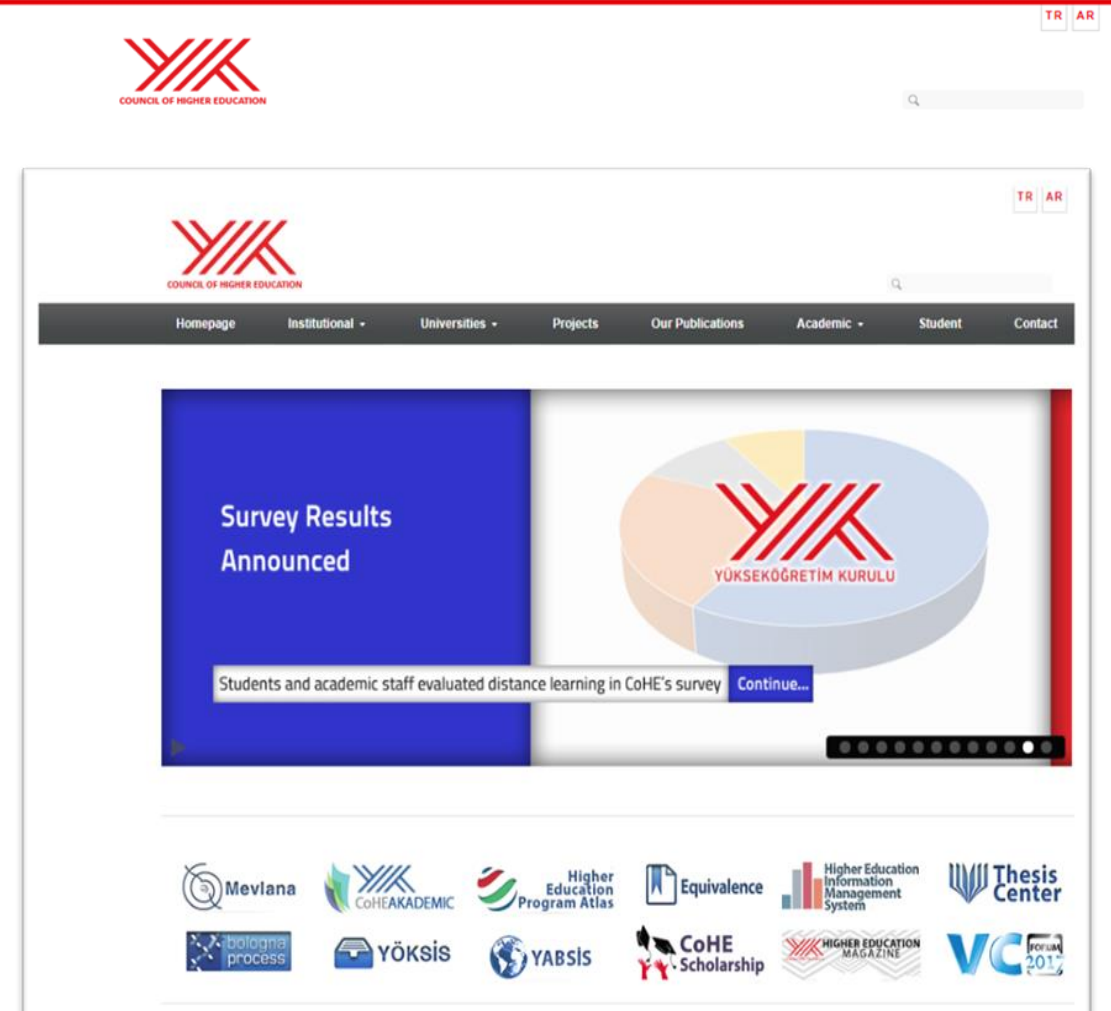 TR AR
COUNCIL OF HIGHER EDUCATION
TR AR
COUNCIL OF HIGHER EDUCATION
Homepage Institutional Universities Projects Our Publications Academic Student Contact
Survey Results
Announced
YÜKSEKÖĞRETİM KURULU
Students and academic staff evaluated distance learning in CoHE's survey Continue...
Mevlana
CoHEAKADEMIC
Higher
Education
Program Atlas
Equivalence
Higher Education
Information
Management
System
Thesis
Center
bologna
process
YÖKSİS
YABSİS
CoHE
Scholarship
HIGHER EDUCATION
MAGAZINE
VC FORUM
2017